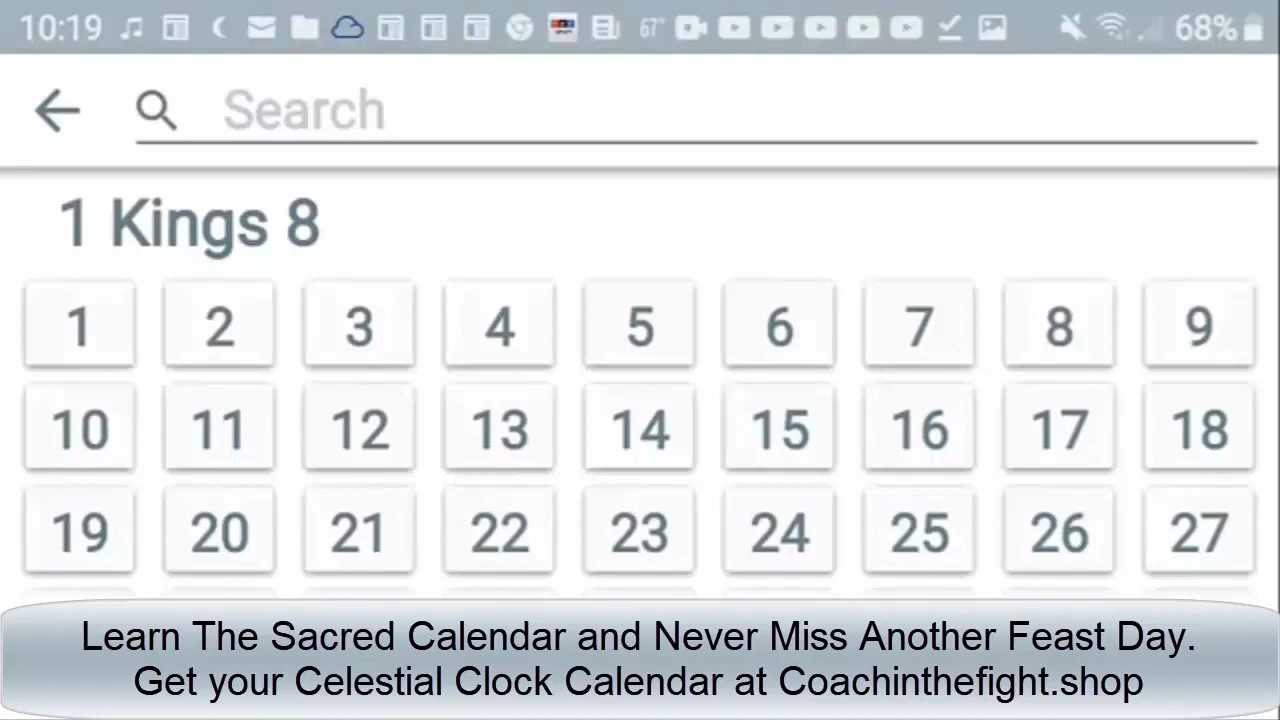 10:19 67° 68%
Search
1 Kings 8
1 2 3 4 5 6 7 8 9
10 11 12 13 14 15 16 17 18
19 20 21 22 23 24 25 26 27
Learn The Sacred Calendar and Never Miss Another Feast Day.
Get your Celestial Clock Calendar at Coachinthefight.shop